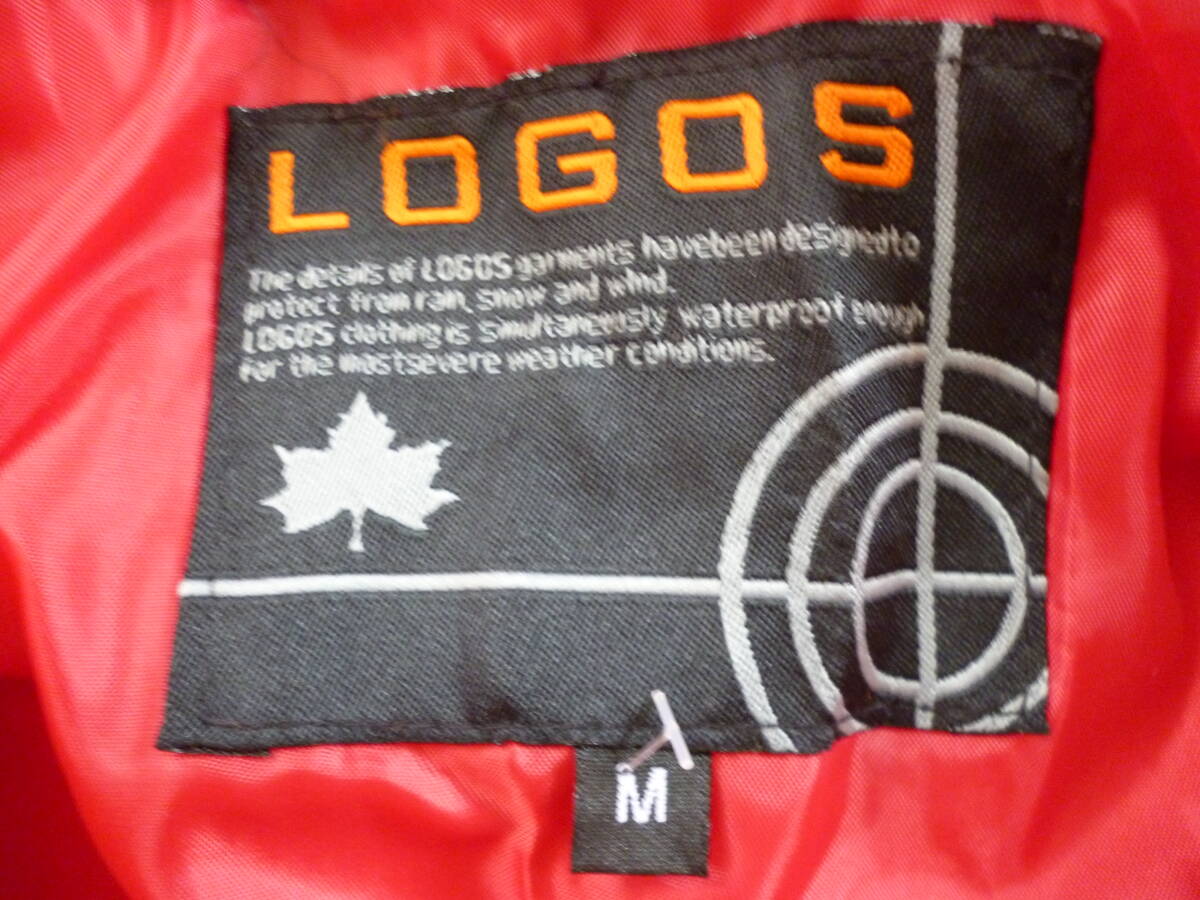 LOGOS
The details of LOGOS garments havebeen designedto
protect from rain, snow and wind.
LOGOS clothing is simultaneously waterproof enough
for the mostsevere weather conditions.
M